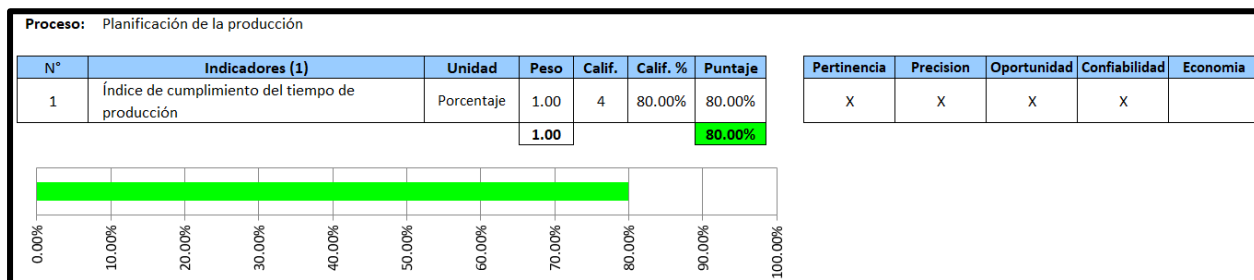 Proceso: Planificación de la producción
N° Indicadores (1) Unidad Peso Calif. Calif. % Puntaje Pertinencia Precision Oportunidad Confiabilidad Economia
1 Índice de cumplimiento del tiempo de producción Porcentaje 1.00 4 80.00% 80.00% X X X X
1.00 80.00%
0.00% 10.00% 20.00% 30.00% 40.00% 50.00% 60.00% 70.00% 80.00% 90.00% 100.00%